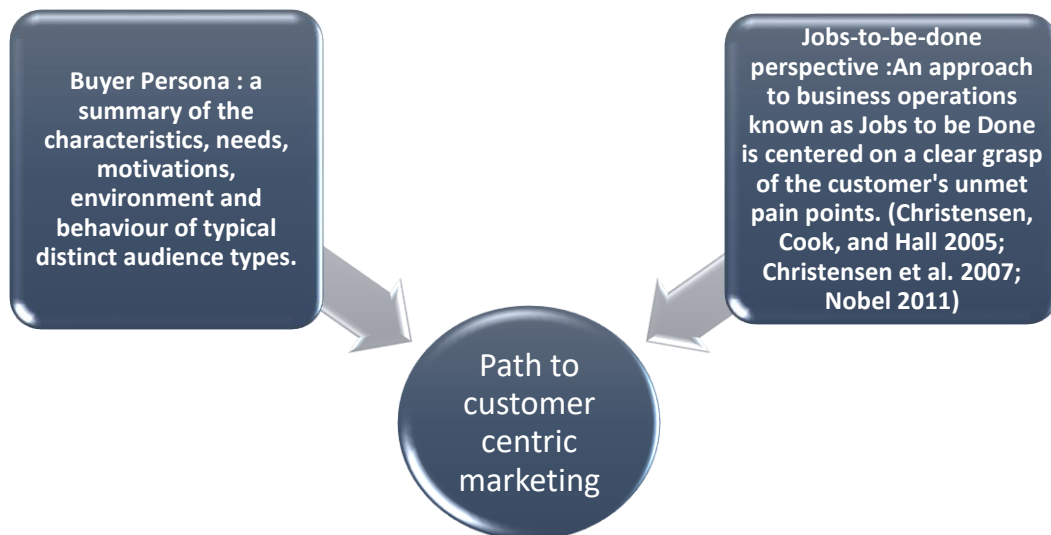 Buyer Persona : a
summary of the
characteristics, needs,
motivations,
environment and
behaviour of typical
distinct audience types.
Jobs-to-be-done
perspective :An approach
to business operations
known as Jobs to be Done
is centered on a clear grasp
of the customer's unmet
pain points. (Christensen,
Cook, and Hall 2005;
Christensen et al. 2007;
Nobel 2011)
Path to
customer
centric
marketing